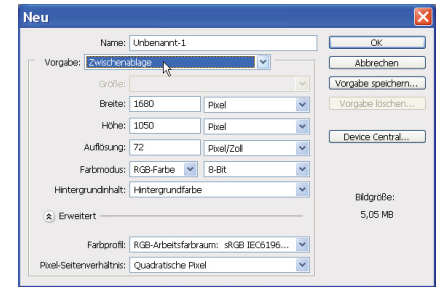 Neu
Name: Unbenannt-1
OK
Vorgabe: Zwischenablage
Abbrechen
Größe:
Vorgabe speichern...
Breite: 1680 Pixel
Vorgabe löschen...
Höhe: 1050 Pixel
Auflösung: 72 Pixel/Zoll
Device Central...
Farbmodus: RGB-Farbe 8-Bit
Hintergrundinhalt: Hintergrundfarbe
Bildgröße:
5,05 MB
Erweitert
Farbprofil: RGB-Arbeitsfarbraum: sRGB IEC6196...
Pixel-Seitenverhältnis: Quadratische Pixel